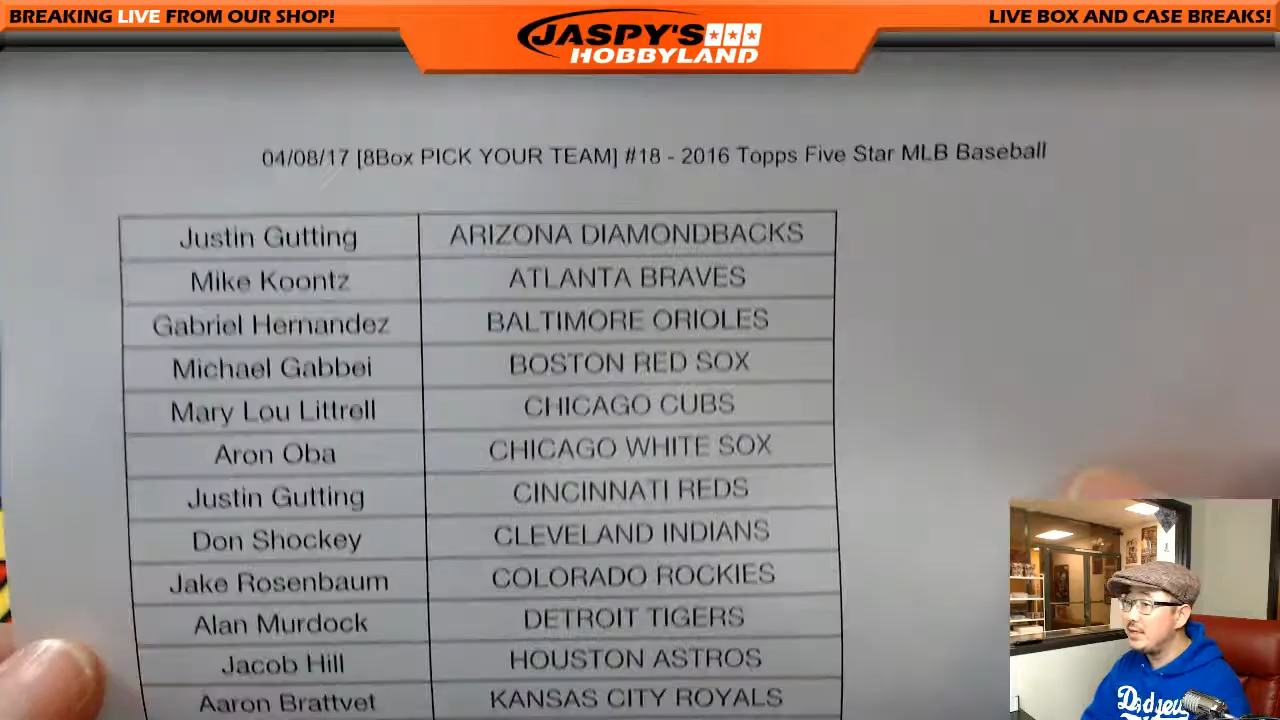 BREAKING LIVE FROM OUR SHOP!
JASPY'S
HOBBYLAND
LIVE BOX AND CASE BREAKS!
04/08/17 [8Box PICK YOUR TEAM] #18 - 2016 Topps Five Star MLB Baseball
Justin Gutting ARIZONA DIAMONDBACKS
Mike Koontz ATLANTA BRAVES
Gabriel Hernandez BALTIMORE ORIOLES
Michael Gabbei BOSTON RED SOX
Mary Lou Littrell CHICAGO CUBS
Aron Oba CHICAGO WHITE SOX
Justin Gutting CINCINNATI REDS
Don Shockey CLEVELAND INDIANS
Jake Rosenbaum COLORADO ROCKIES
Alan Murdock DETROIT TIGERS
Jacob Hill HOUSTON ASTROS
Aaron Brattvet KANSAS CITY ROYALS
Dodgers